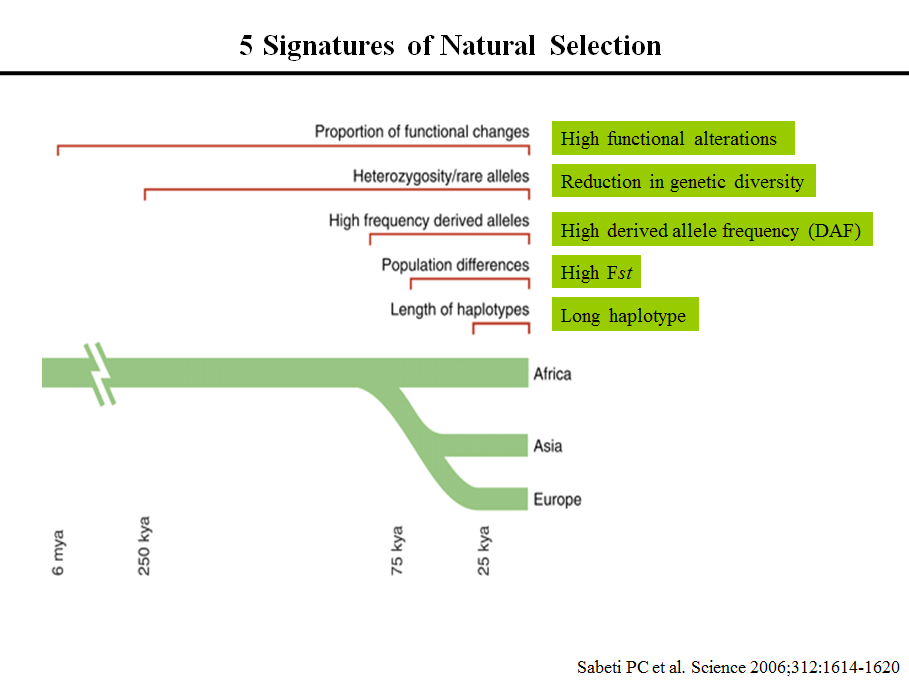 5 Signatures of Natural Selection
Proportion of functional changes
High functional alterations
Heterozygosity/rare alleles
Reduction in genetic diversity
High frequency derived alleles
High derived allele frequency (DAF)
Population differences
High Fst
Length of haplotypes
Long haplotype
Africa
Asia
Europe
6 mya
250 kya
75 kya
25 kya
Sabeti PC et al. Science 2006;312:1614-1620